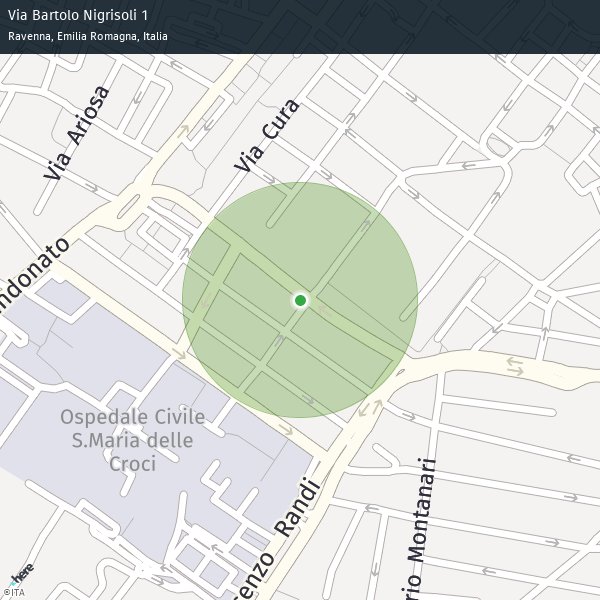 Via Bartolo Nigrisoli 1
Ravenna, Emilia Romagna, Italia
Via Ariosa
Via Cura
ndonato
Ospedale Civile
S.Maria delle
Croci
cenzo Randi
rio Montanari
here
©ITA